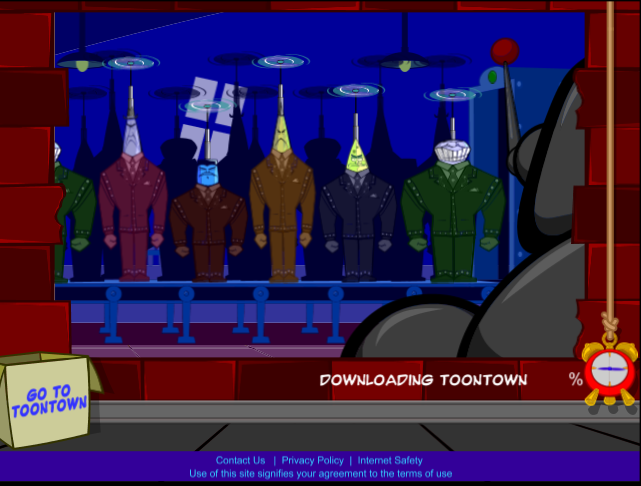 DOWNLOADING TOONTOWN %
GO TO
TOONTOWN
Contact Us | Privacy Policy | Internet Safety
Use of this site signifies your agreement to the terms of use